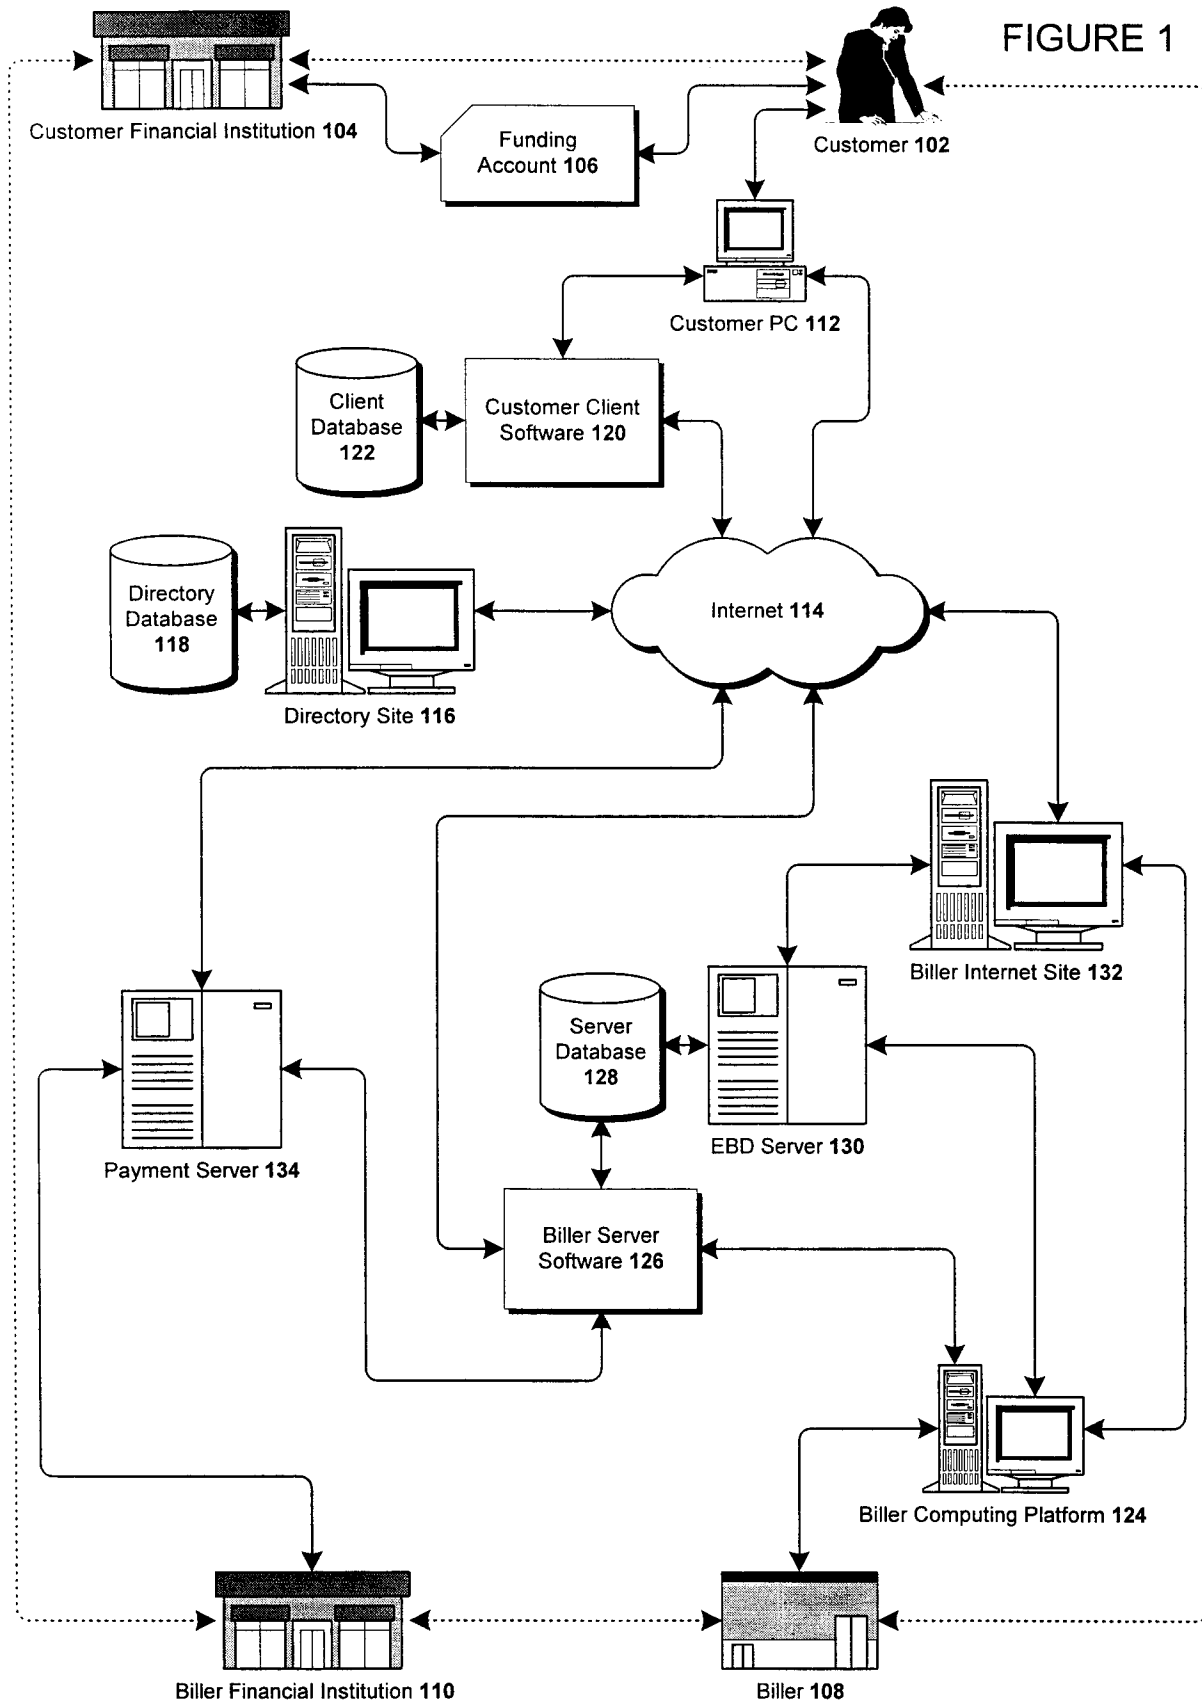 FIGURE 1
Customer Financial Institution 104
Funding
Account 106
Customer 102
Customer PC 112
Client
Database
122
Customer Client
Software 120
Directory
Database
118
Internet 114
Directory Site 116
Biller Internet Site 132
Server
Database
128
EBD Server 130
Payment Server 134
Biller Server
Software 126
Biller Computing Platform 124
Biller Financial Institution 110
Biller 108